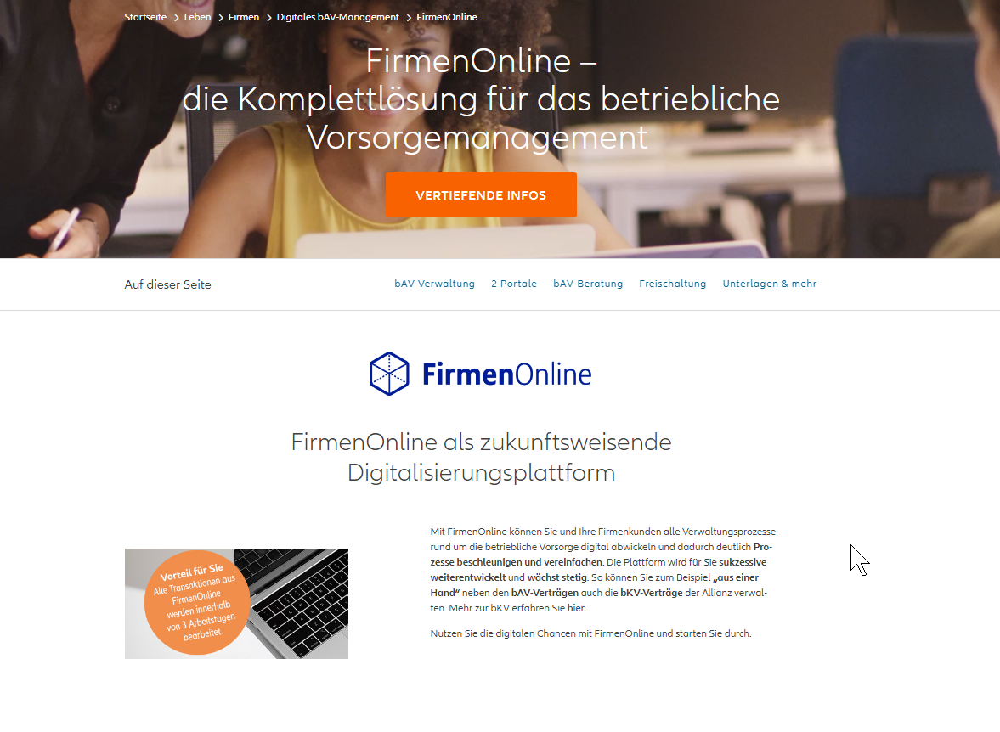 Startseite > Leben > Firmen > Digitales bAV-Management > FirmenOnline
FirmenOnline –
die Komplettlösung für das betriebliche
Vorsorgemanagement
VERTIEFENDE INFOS
Auf dieser Seite
bAV-Verwaltung 2 Portale bAV-Beratung Freischaltung Unterlagen & mehr
FirmenOnline
FirmenOnline als zukunftsweisende
Digitalisierungsplattform
Vorteil für Sie
Alle Transaktionen aus
FirmenOnline
werden innerhalb
von 3 Arbeitstagen
bearbeitet.
Mit FirmenOnline können Sie und Ihre Firmenkunden alle Verwaltungsprozesse
rund um die betriebliche Vorsorge digital abwickeln und dadurch deutlich Pro-
zesse beschleunigen und vereinfachen. Die Plattform wird für Sie sukzessive
weiterentwickelt und wächst stetig. So können Sie zum Beispiel „aus einer
Hand“ neben den bAV-Verträgen auch die bKV-Verträge der Allianz verwal-
ten. Mehr zur bKV erfahren Sie hier.
Nutzen Sie die digitalen Chancen mit FirmenOnline und starten Sie durch.